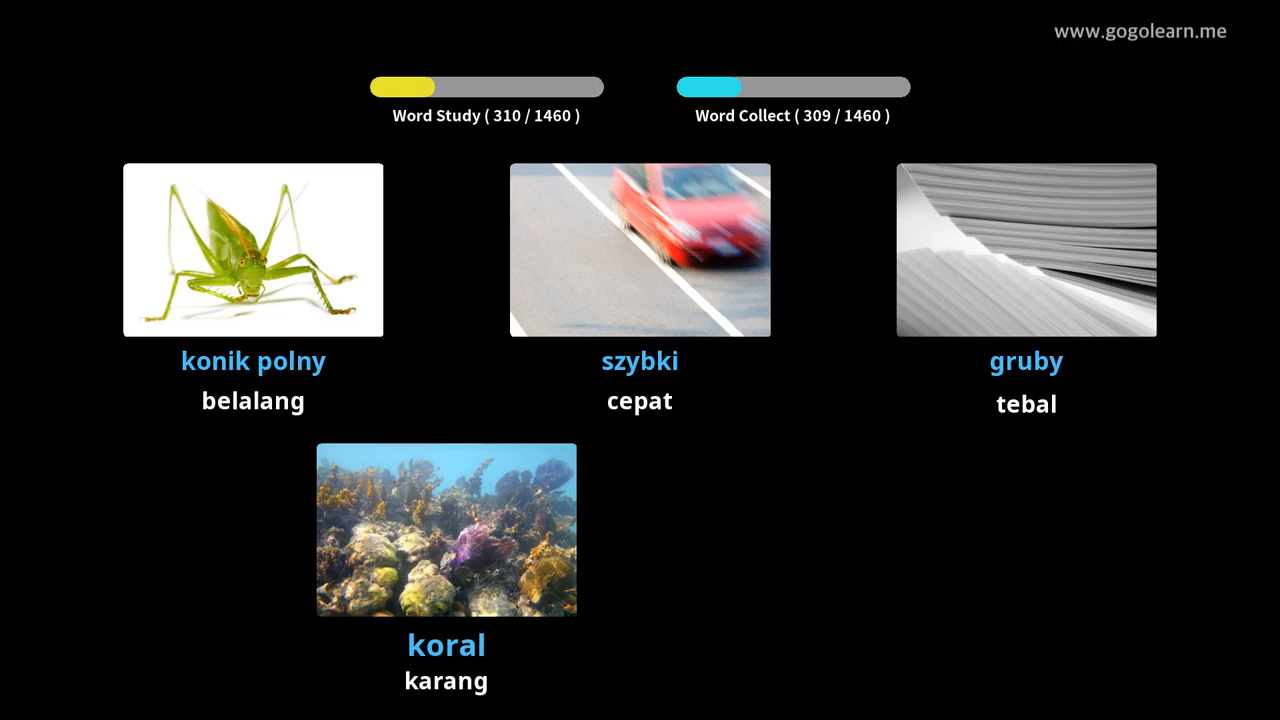 www.gogolearn.me
Word Study ( 310 / 1460 )
Word Collect ( 309 / 1460 )
konik polny
belalang
szybki
cepat
gruby
tebal
koral
karang